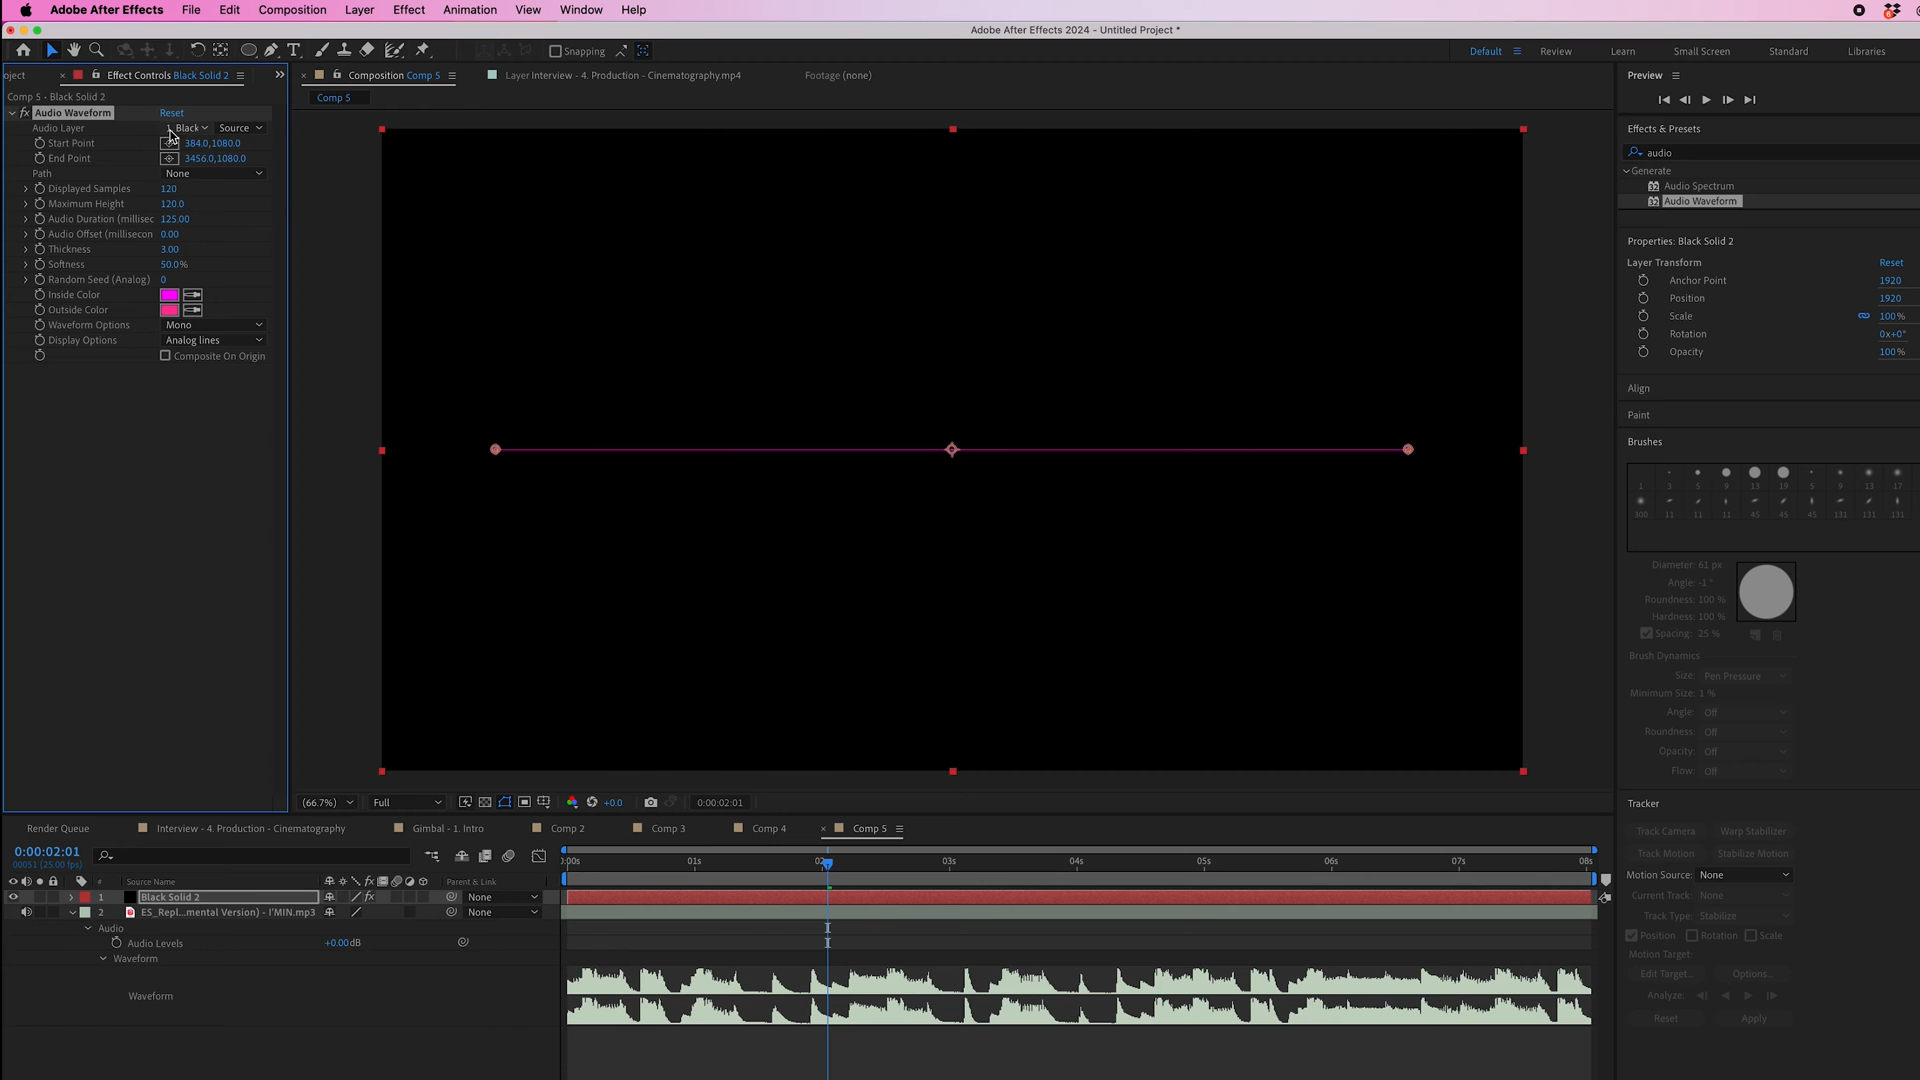 Adobe After Effects File Edit Composition Layer Effect Animation View Window Help
Adobe After Effects 2024 - Untitled Project *
Snapping Default Review Learn Small Screen Standard Libraries
oject Effect Controls Black Solid 2
Composition Comp 5 Layer Interview - 4. Production - Cinematography.mp4 Footage (none)
Comp 5
Comp 5 • Black Solid 2
fx Audio Waveform Reset
Audio Layer 1. Black Source
Start Point 384.0,1080.0
End Point 3456.0,1080.0
Path None
Displayed Samples 120
Maximum Height 120.0
Audio Duration (millisec 125.00
Audio Offset (millisecon 0.00
Thickness 3.00
Softness 50.0%
Random Seed (Analog) 0
Inside Color
Outside Color
Waveform Options Mono
Display Options Analog lines
Composite On Origin
Preview
Effects & Presets
audio
Generate
32 Audio Spectrum
32 Audio Waveform
Properties: Black Solid 2
Layer Transform Reset
Anchor Point 1920
Position 1920
Scale 100%
Rotation 0x+0°
Opacity 100%
Align
Paint
Brushes
1 3 5 9 13 19 5 9 13 17
300 11 11 11 45 45 45 131 131 131
Diameter: 61 px
Angle: -1 °
Roundness: 100 %
Hardness: 100 %
Spacing: 25 %
Brush Dynamics
Size: Pen Pressure
Minimum Size: 1 %
Angle: Off
Roundness: Off
Opacity: Off
Flow: Off
(66.7%) Full +0.0 0:00:02:01
Tracker
Track Camera Warp Stabilizer
Track Motion Stabilize Motion
Motion Source: None
Current Track: None
Track Type: Stabilize
Position Rotation Scale
Motion Target:
Edit Target... Options...
Analyze:
Reset Apply
Render Queue Interview - 4. Production - Cinematography Gimbal - 1. Intro Comp 2 Comp 3 Comp 4 Comp 5
0:00:02:01
00051 (25.00 fps)
0:00s 01s 02 03s 04s 05s 06s 07s 08s
# Source Name fx Parent & Link
1 Black Solid 2 fx None
2 ES_Repl...mental Version) - I'MIN.mp3 None
Audio
Audio Levels +0.00dB
Waveform
Waveform